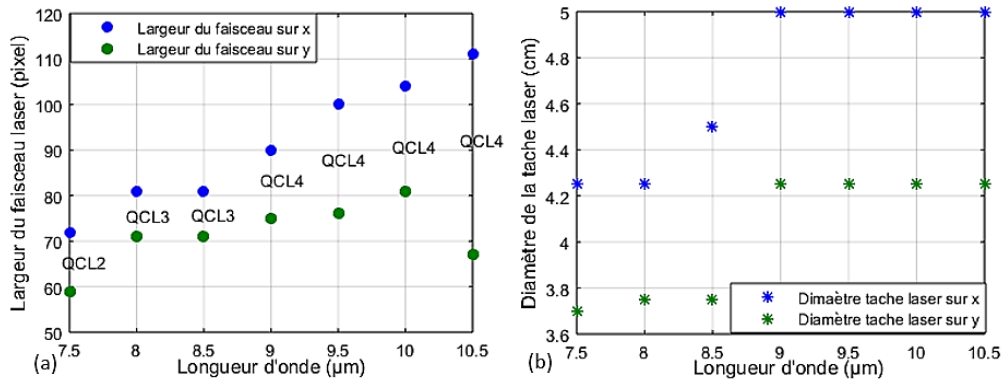 Largeur du faisceau laser (pixel)
120
110
100
90
80
70
60
50
Largeur du faisceau sur x
Largeur du faisceau sur y
QCL2
QCL3
QCL3
QCL4
QCL4
QCL4
QCL4
7.5 8 8.5 9 9.5 10 10.5
(a) Longueur d'onde (µm)
Diamètre de la tache laser (cm)
5
4.8
4.6
4.4
4.2
4
3.8
3.6
Dimaètre tache laser sur x
Diamètre tache laser sur y
7.5 8 8.5 9 9.5 10 10.5
(b) Longueur d'onde (µm)